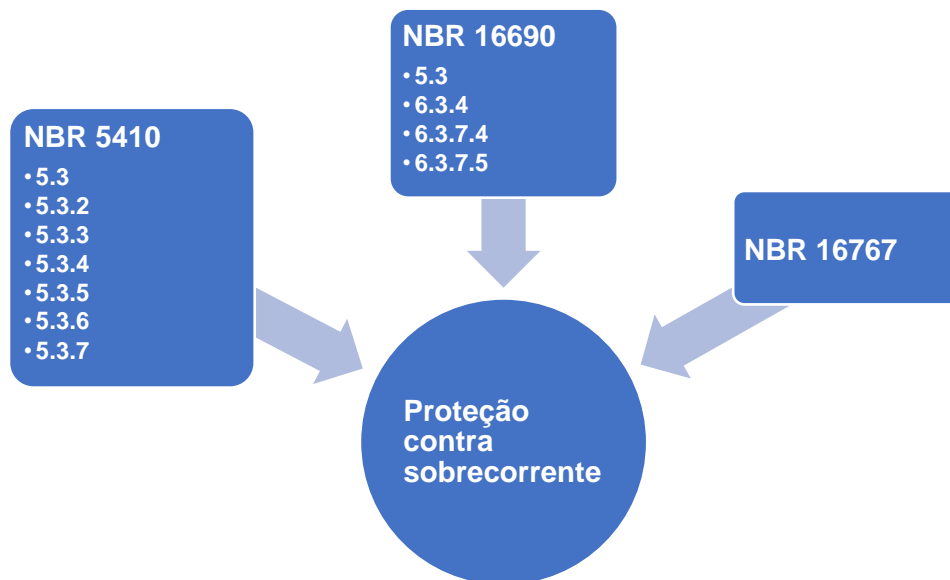 NBR 5410
• 5.3
• 5.3.2
• 5.3.3
• 5.3.4
• 5.3.5
• 5.3.6
• 5.3.7
NBR 16690
• 5.3
• 6.3.4
• 6.3.7.4
• 6.3.7.5
NBR 16767
Proteção
contra
sobrecorrente